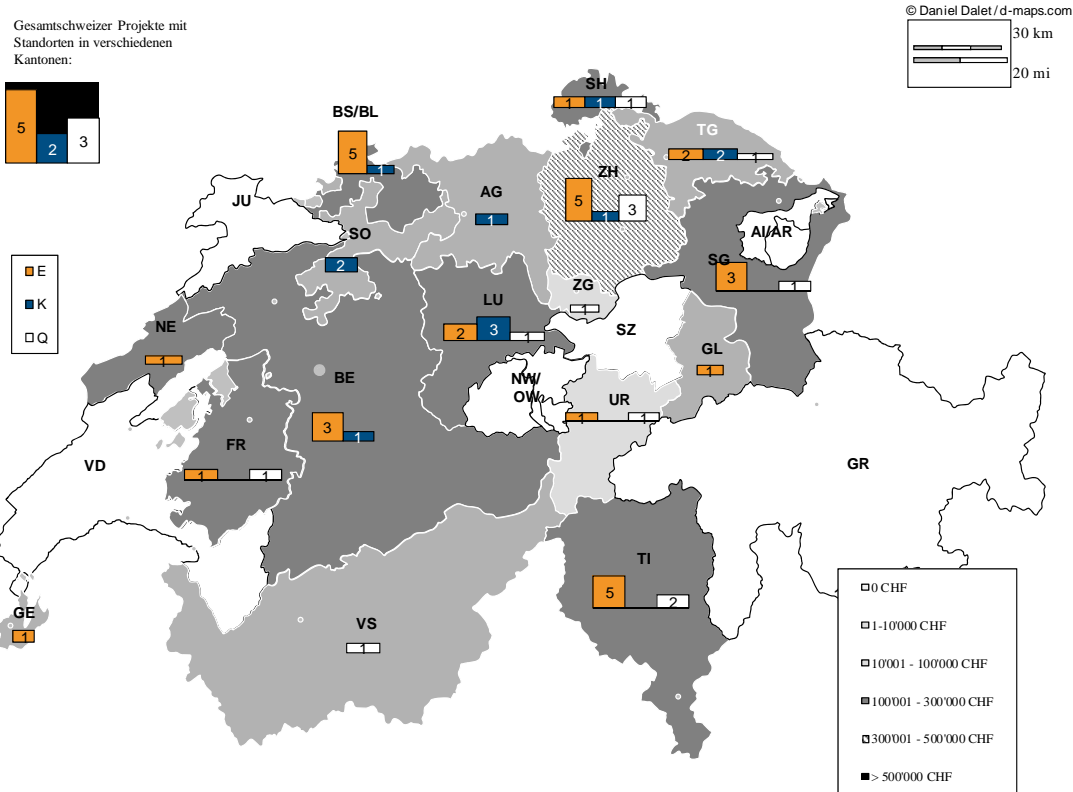 © Daniel Dalet / d-maps.com
30 km
20 mi
Gesamtschweizer Projekte mit
Standorten in verschiedenen
Kantonen:
5
2
3
SH
1
1
1
BS/BL
5
1
TG
2
2
1
ZH
5
1
3
AG
1
JU
SO
2
AI/AR
SG
3
1
E
K
Q
ZG
1
LU
2
3
1
NE
1
SZ
GL
1
BE
3
1
NW/
OW
UR
1
1
FR
1
1
VD
GR
TI
5
2
GE
1
VS
1
0 CHF
1-10'000 CHF
10'001 - 100'000 CHF
100'001 - 300'000 CHF
300'001 - 500'000 CHF
> 500'000 CHF